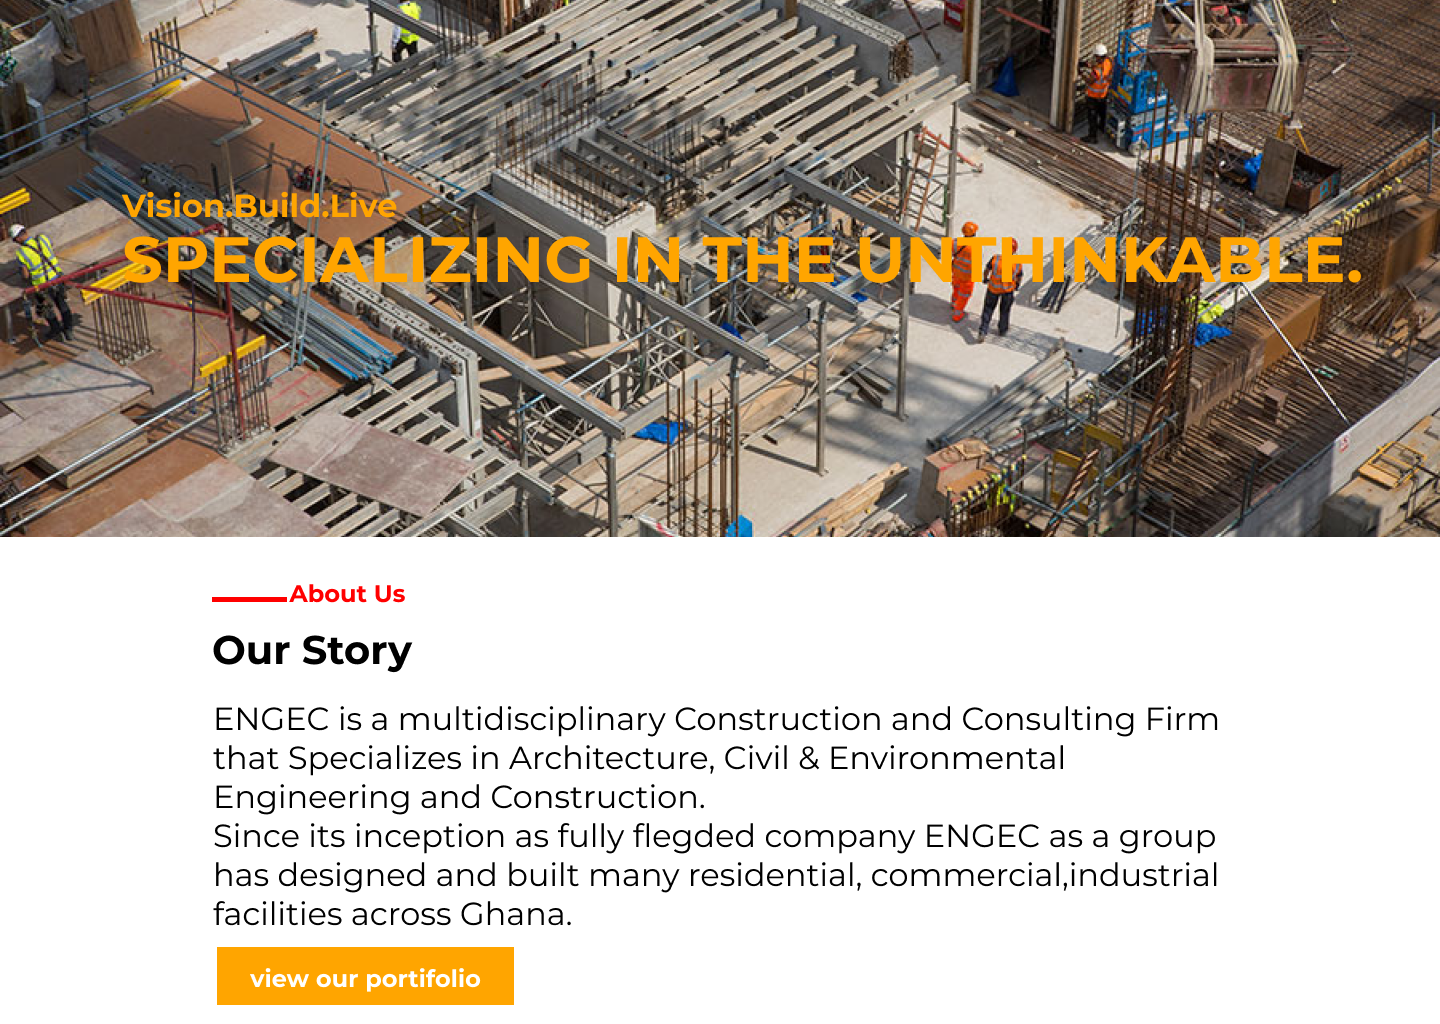 Vision.Build.Live
SPECIALIZING IN THE UNTHINKABLE.
About Us
Our Story
ENGEC is a multidisciplinary Construction and Consulting Firm
that Specializes in Architecture, Civil & Environmental
Engineering and Construction.
Since its inception as fully flegded company ENGEC as a group
has designed and built many residential, commercial,industrial
facilities across Ghana.
view our portifolio